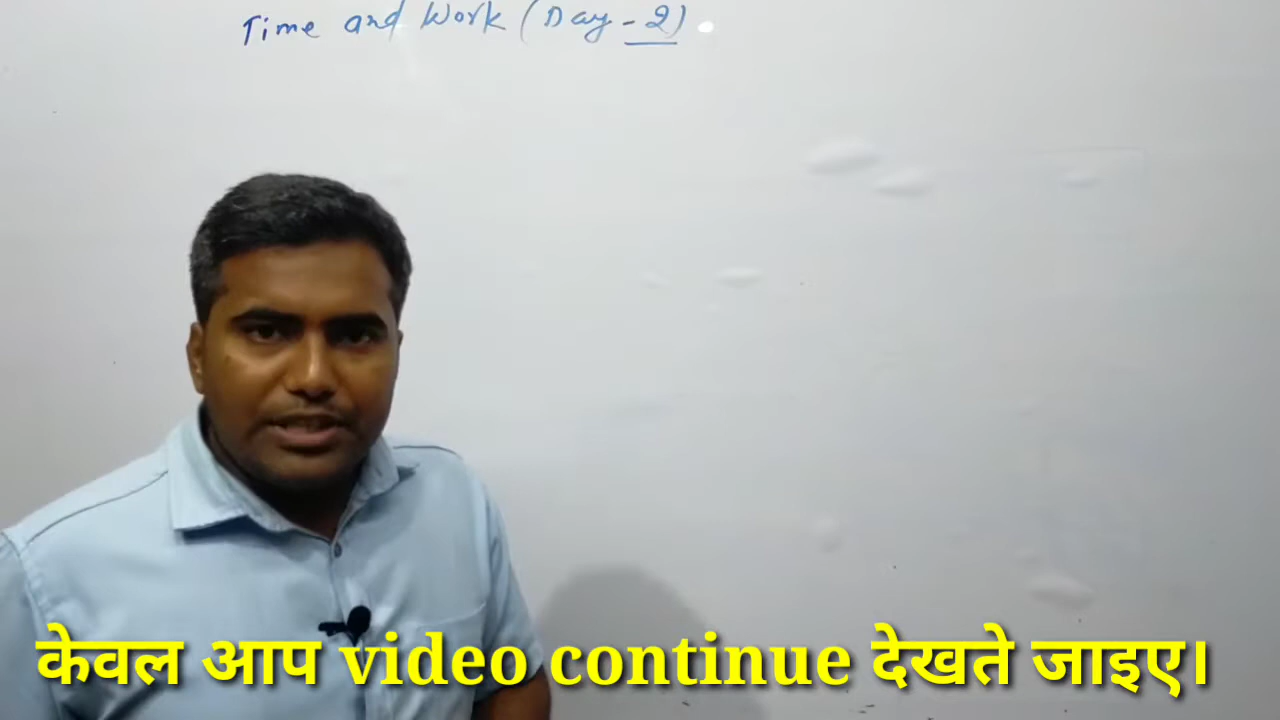 Time and Work (Day - 2)
केवल आप video continue देखते जाइए।